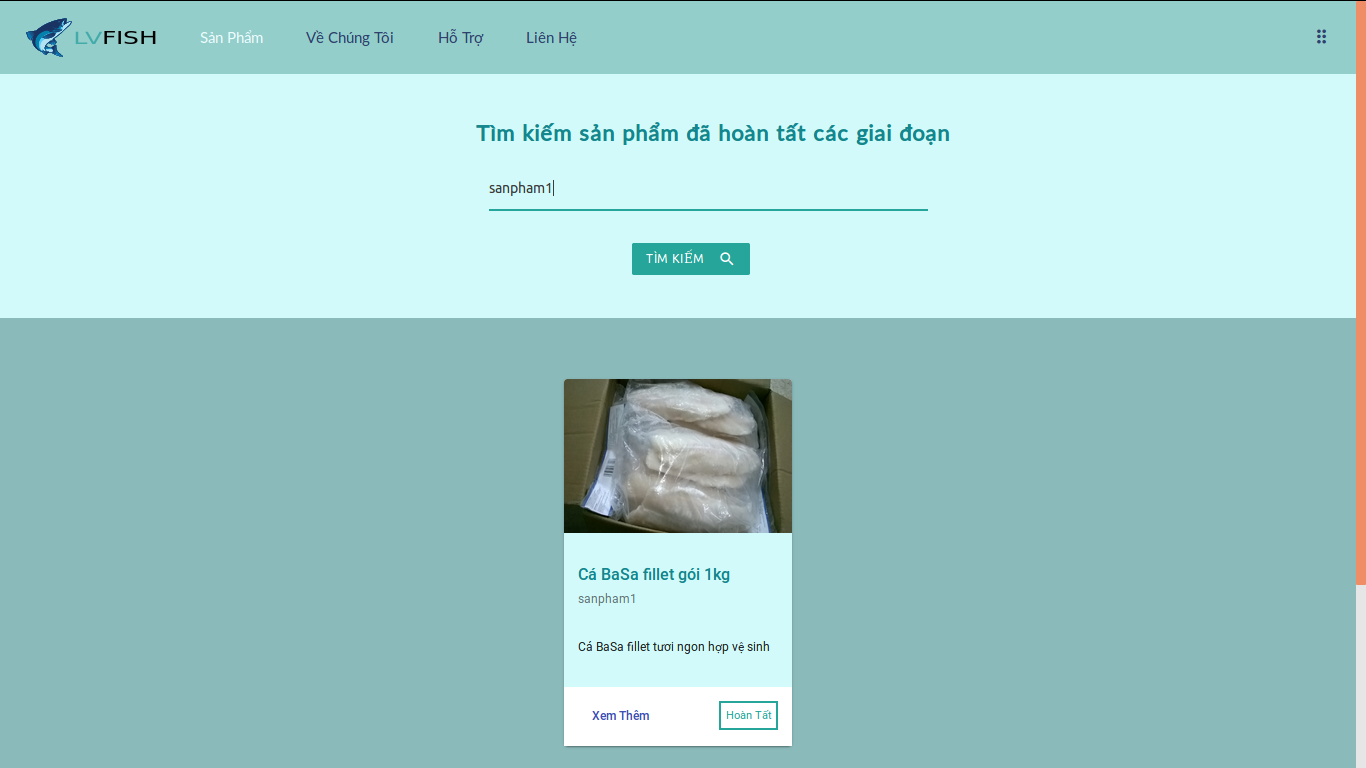 LVFISH
Sản Phẩm
Về Chúng Tôi
Hỗ Trợ
Liên Hệ
Tìm kiếm sản phẩm đã hoàn tất các giai đoạn
sanpham1
TÌM KIẾM
Cá BaSa fillet gói 1kg
sanpham1
Cá BaSa fillet tươi ngon hợp vệ sinh
Xem Thêm
Hoàn Tất